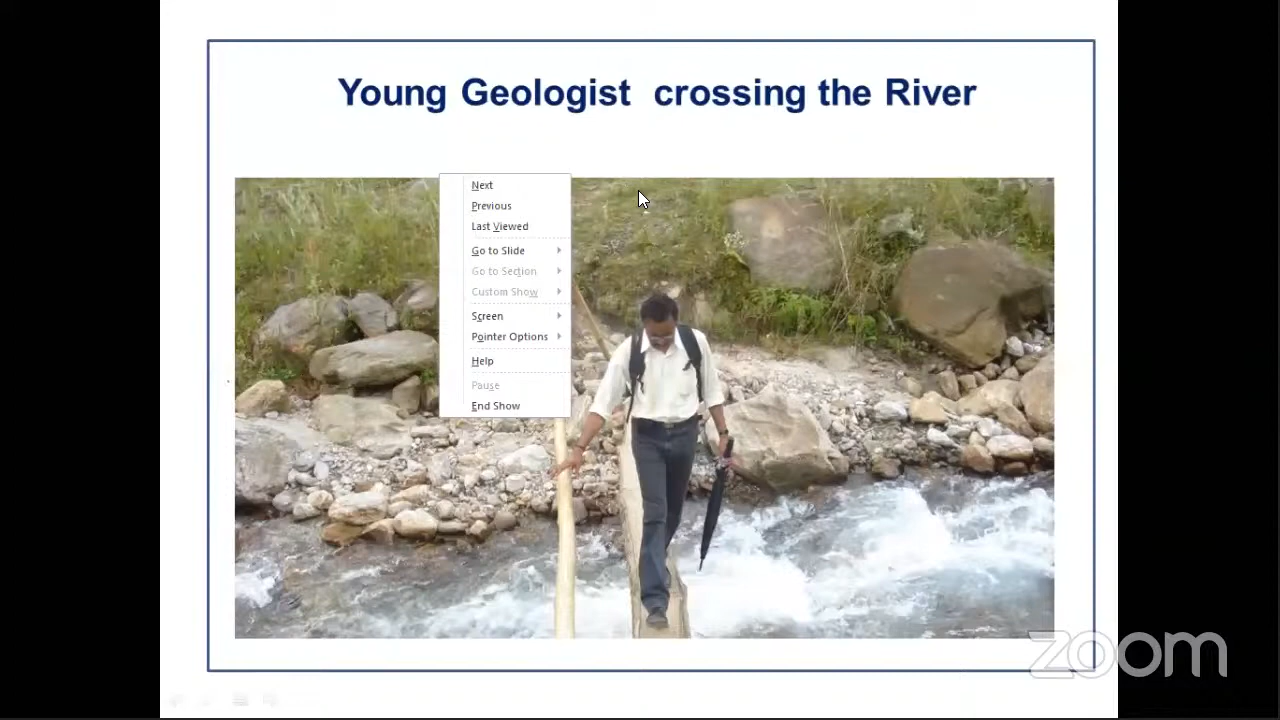 Young Geologist crossing the River
Next
Previous
Last Viewed
Go to Slide
Go to Section
Custom Show
Screen
Pointer Options
Help
Pause
End Show
zoom